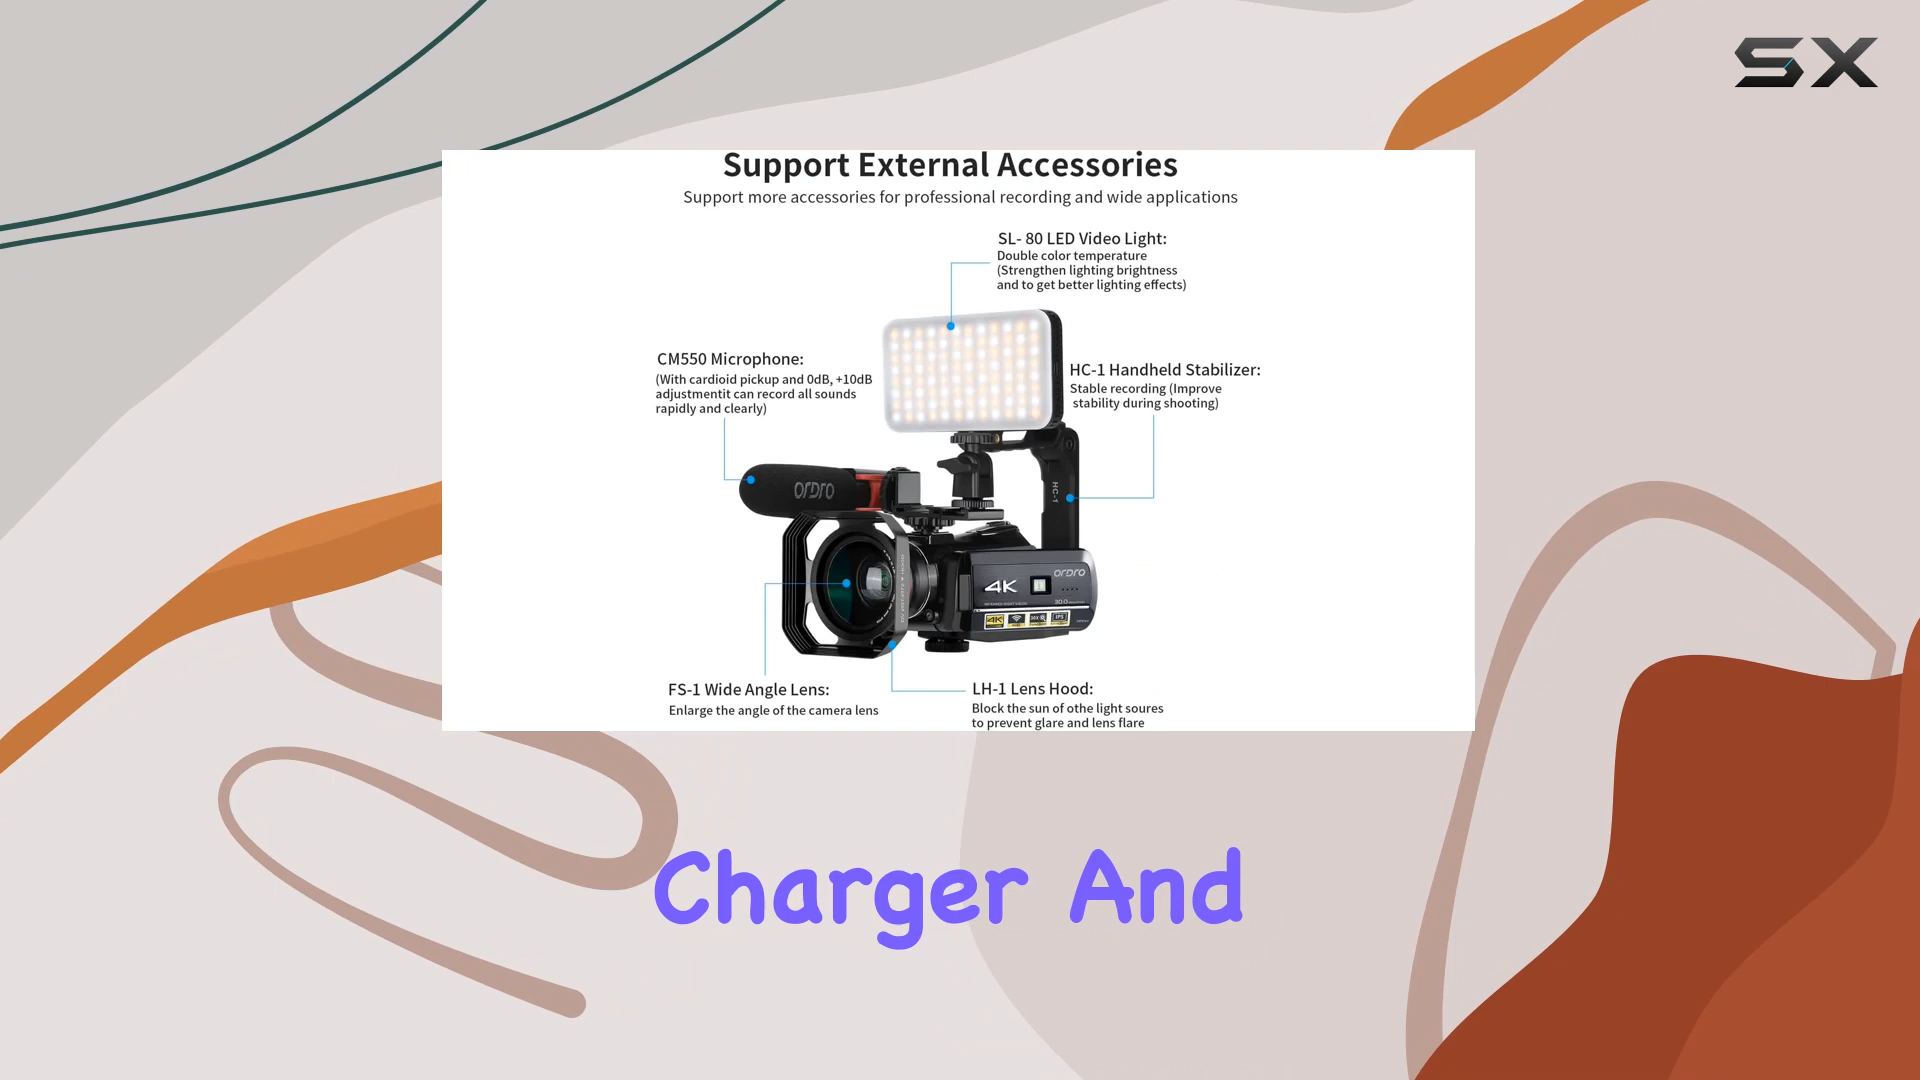 SX
Support External Accessories
Support more accessories for professional recording and wide applications
SL- 80 LED Video Light:
Double color temperature
(Strengthen lighting brightness
and to get better lighting effects)
CM550 Microphone:
(With cardioid pickup and 0dB, +10dB
adjustmentit can record all sounds
rapidly and clearly)
HC-1 Handheld Stabilizer:
Stable recording (Improve
stability during shooting)
HC-1
ordro
ordro
4K
4K
FS-1 Wide Angle Lens:
Enlarge the angle of the camera lens
LH-1 Lens Hood:
Block the sun of othe light soures
to prevent glare and lens flare
Charger And